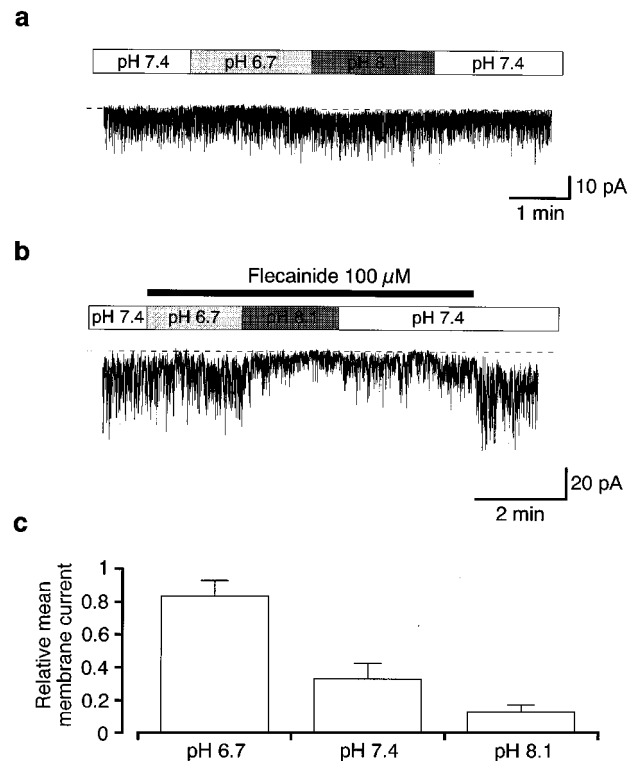 a
pH 7.4 pH 6.7 pH 8.1 pH 7.4
10 pA
1 min
b
Flecainide 100 μM
pH 7.4 pH 6.7 pH 8.1 pH 7.4
20 pA
2 min
c
Relative mean
membrane current
1
0.8
0.6
0.4
0.2
0
pH 6.7 pH 7.4 pH 8.1